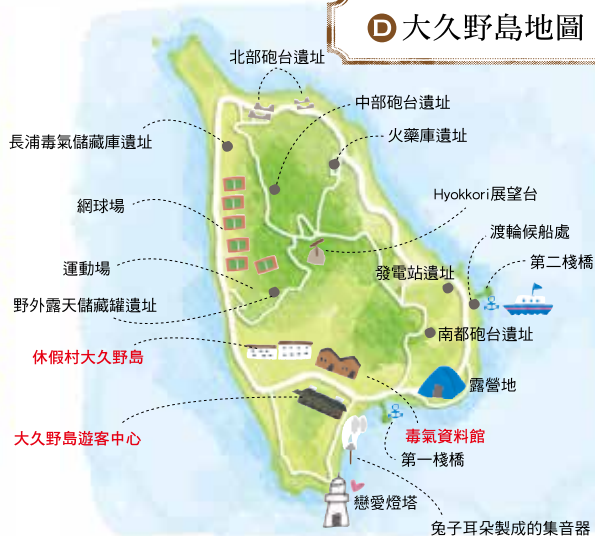 D 大久野島地圖
北部砲台遺址
中部砲台遺址
長浦毒氣儲藏庫遺址
火藥庫遺址
Hyokkori展望台
網球場
渡輪候船處
第二棧橋
運動場
發電站遺址
野外露天儲藏罐遺址
南都砲台遺址
休假村大久野島
露營地
大久野島遊客中心
毒氣資料館
第一棧橋
戀愛燈塔
兔子耳朵製成的集音器